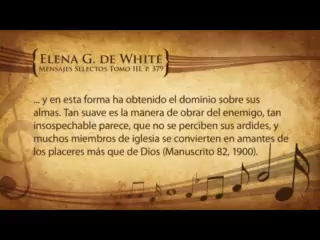 {ELENA G. DE WHITE}
MENSAJES SELECTOS TOMO III, P. 379
... y en esta forma ha obtenido el dominio sobre sus
almas. Tan suave es la manera de obrar del enemigo, tan
insospechable parece, que no se perciben sus ardides, y
muchos miembros de iglesia se convierten en amantes de
los placeres más que de Dios (Manuscrito 82, 1900).